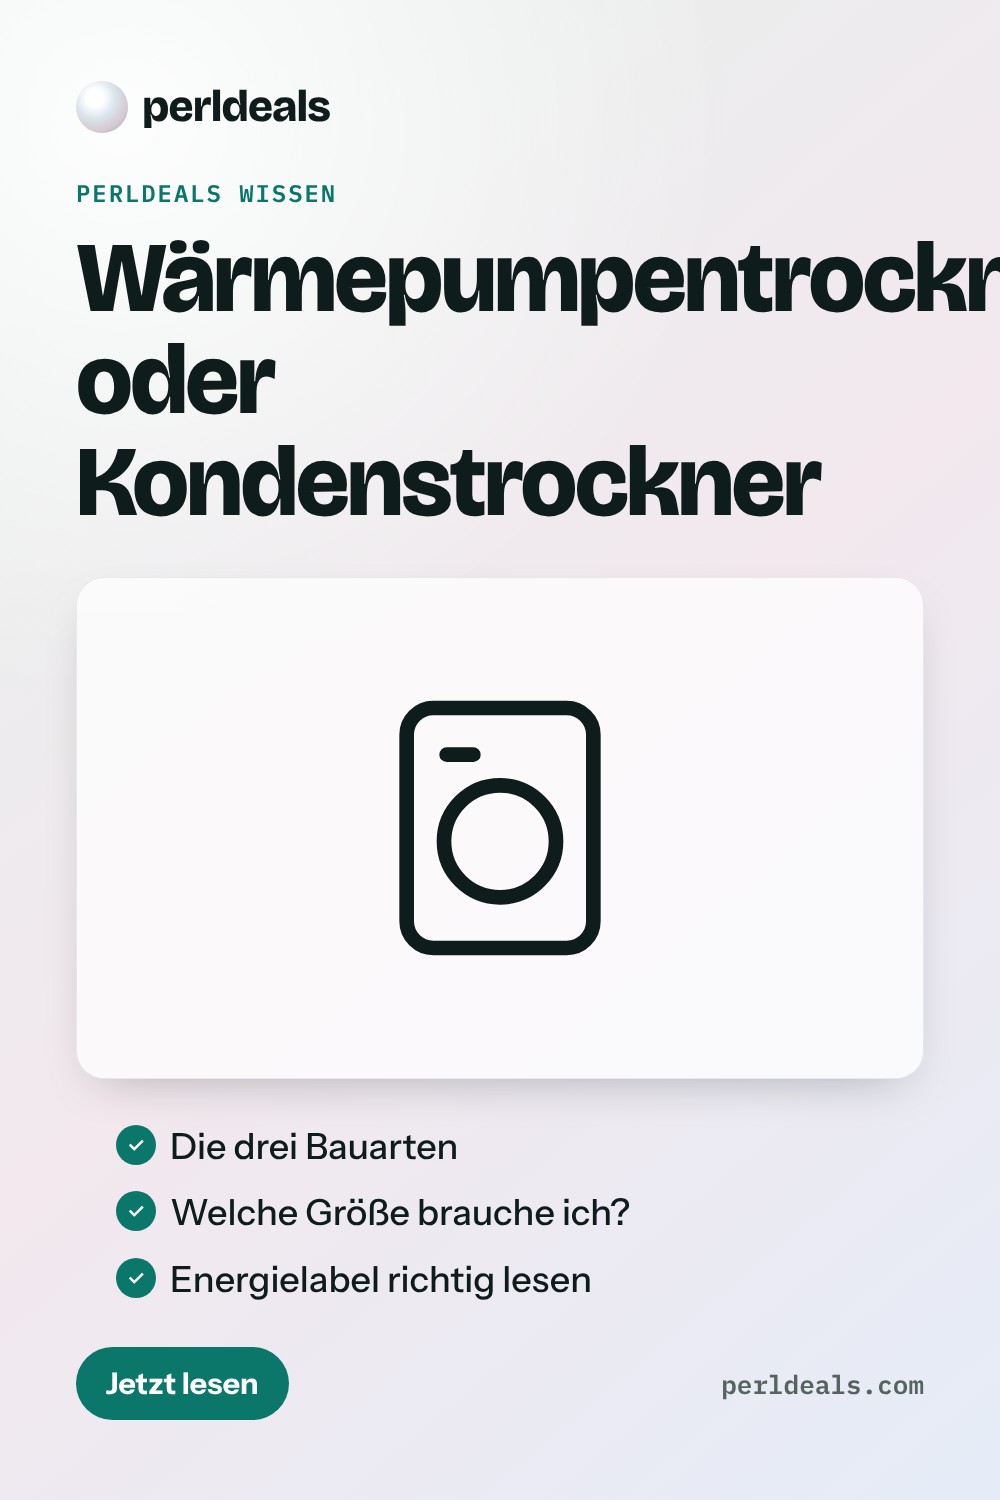 perldeals
PERLDEALS WISSEN
Wärmepumpentrockn
oder
Kondenstrockner
Die drei Bauarten
Welche Größe brauche ich?
Energielabel richtig lesen
Jetzt lesen
perldeals.com